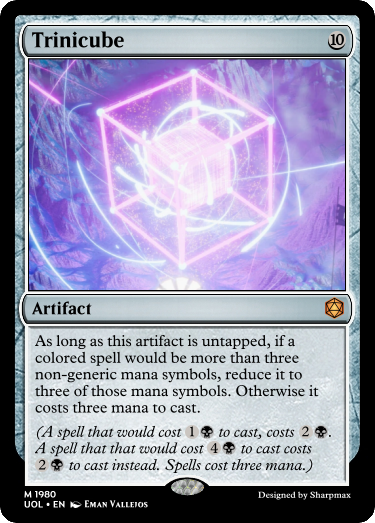 Trinicube 10
Artifact
As long as this artifact is untapped, if a
colored spell would be more than three
non-generic mana symbols, reduce it to
three of those mana symbols. Otherwise it
costs three mana to cast.
(A spell that would cost 1 to cast, costs 2.
A spell that that would cost 4 to cast costs
2 to cast instead. Spells cost three mana.)
M 1980
UOL • EN Eman Vallejos
Designed by Sharpmax